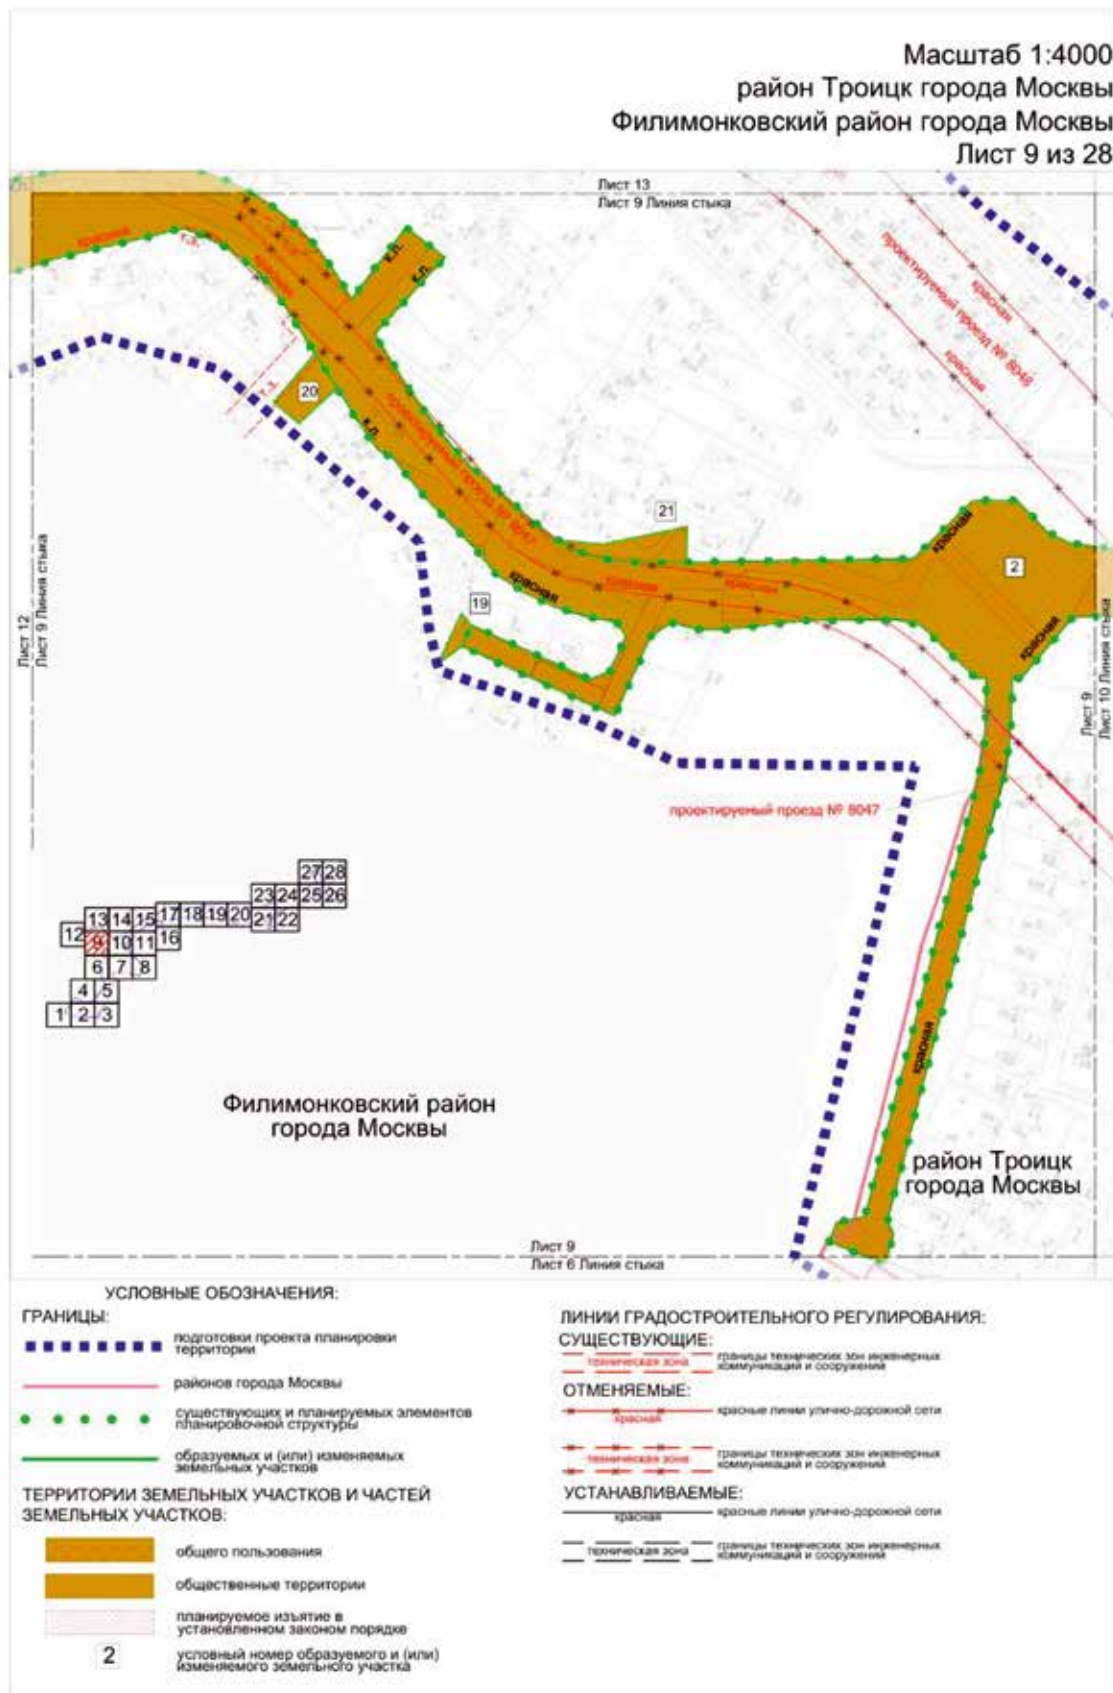 Масштаб 1:4000
район Троицк города Москвы
Филимонковский район города Москвы
Лист 9 из 28
Лист 13
Лист 9 Линия стыка
красная
т.з.
к.л.
к.л.
проектируемый проезд № 8048
красная
красная
20
т.з.
к.л.
проектируемый проезд № 8047
21
красная
2
красная
красная
красная
красная
19
Лист 12
Лист 9 Линия стыка
Лист 9
Лист 10 Линия стыка
проектируемый проезд № 8047
27 28
23 24 25 26
13 14 15 17 18 19 20 21 22
12 9 10 11 16
6 7 8
4 5
1 2 3
красная
Филимонковский район
города Москвы
район Троицк
города Москвы
Лист 9
Лист 6 Линия стыка
УСЛОВНЫЕ ОБОЗНАЧЕНИЯ:
ГРАНИЦЫ:
подготовки проекта планировки
территории
районов города Москвы
существующих и планируемых элементов
планировочной структуры
образуемых и (или) изменяемых
земельных участков
ТЕРРИТОРИИ ЗЕМЕЛЬНЫХ УЧАСТКОВ И ЧАСТЕЙ
ЗЕМЕЛЬНЫХ УЧАСТКОВ:
общего пользования
общественные территории
планируемое изъятие в
установленном законом порядке
2
условный номер образуемого и (или)
изменяемого земельного участка
ЛИНИИ ГРАДОСТРОИТЕЛЬНОГО РЕГУЛИРОВАНИЯ:
СУЩЕСТВУЮЩИЕ:
техническая зона
границы технических зон инженерных
коммуникаций и сооружений
ОТМЕНЯЕМЫЕ:
красная
красные линии улично-дорожной сети
техническая зона
границы технических зон инженерных
коммуникаций и сооружений
УСТАНАВЛИВАЕМЫЕ:
красная
красные линии улично-дорожной сети
техническая зона
границы технических зон инженерных
коммуникаций и сооружений